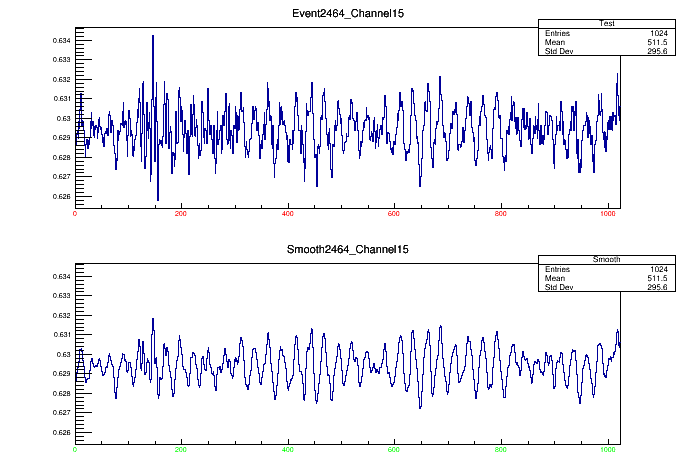 Event2464_Channel15
Test
Entries 1024
Mean 511.5
Std Dev 295.6
0.634
0.633
0.632
0.631
0.63
0.629
0.628
0.627
0.626
0 200 400 600 800 1000
Smooth2464_Channel15
Smooth
Entries 1024
Mean 511.5
Std Dev 295.6
0.634
0.633
0.632
0.631
0.63
0.629
0.628
0.627
0.626
0 200 400 600 800 1000